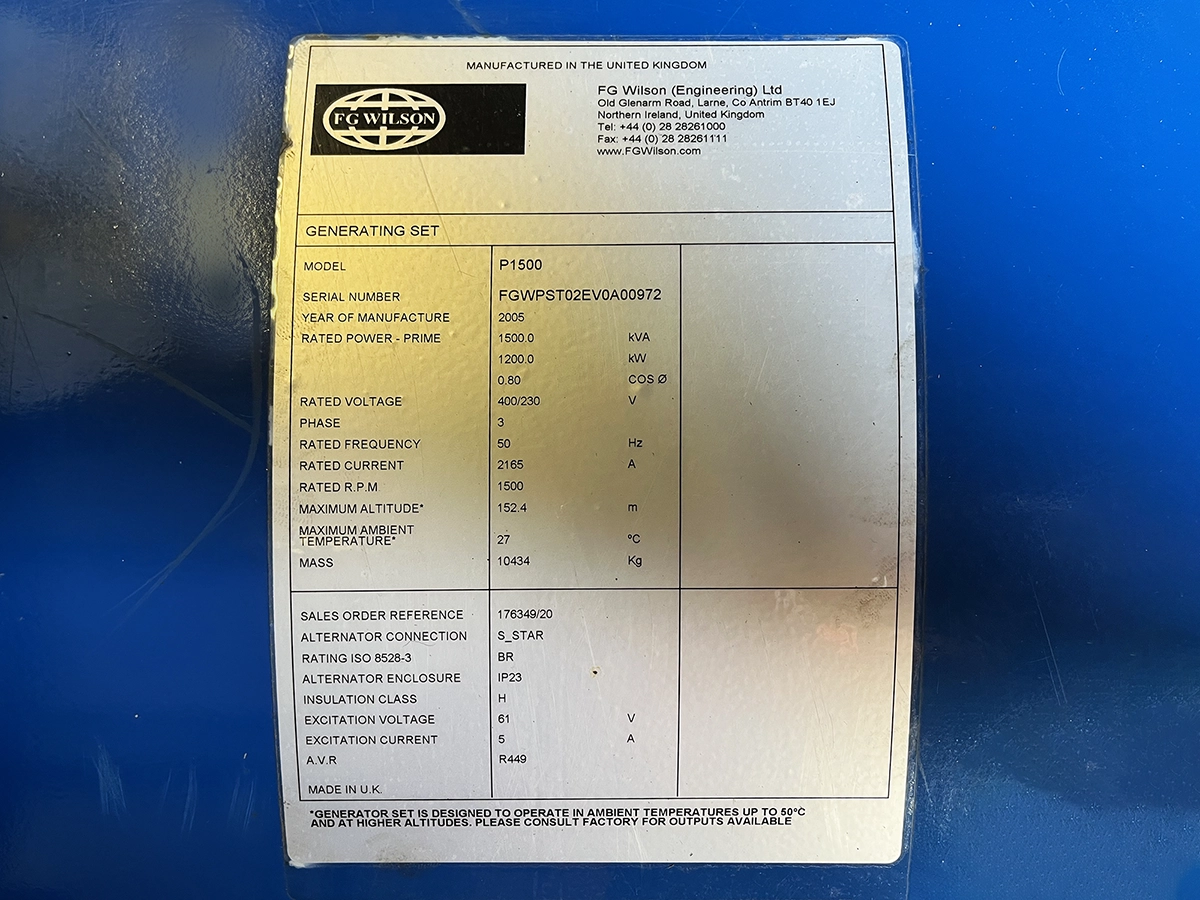 MANUFACTURED IN THE UNITED KINGDOM
FG WILSON
FG Wilson (Engineering) Ltd
Old Glenarm Road, Larne, Co Antrim BT40 1EJ
Northern Ireland, United Kingdom
Tel: +44 (0) 28 28261000
Fax: +44 (0) 28 28261111
www.FGWilson.com
GENERATING SET
MODEL P1500
SERIAL NUMBER FGWPST02EV0A00972
YEAR OF MANUFACTURE 2005
RATED POWER - PRIME 1500.0 kVA
1200.0 kW
0.80 COS Ø
RATED VOLTAGE 400/230 V
PHASE 3
RATED FREQUENCY 50 Hz
RATED CURRENT 2165 A
RATED R.P.M. 1500
MAXIMUM ALTITUDE* 152.4 m
MAXIMUM AMBIENT
TEMPERATURE* 27 ºC
MASS 10434 Kg
SALES ORDER REFERENCE 176349/20
ALTERNATOR CONNECTION S_STAR
RATING ISO 8528-3 BR
ALTERNATOR ENCLOSURE IP23
INSULATION CLASS H
EXCITATION VOLTAGE 61 V
EXCITATION CURRENT 5 A
A.V.R R449
MADE IN U.K.
*GENERATOR SET IS DESIGNED TO OPERATE IN AMBIENT TEMPERATURES UP TO 50ºC
AND AT HIGHER ALTITUDES. PLEASE CONSULT FACTORY FOR OUTPUTS AVAILABLE